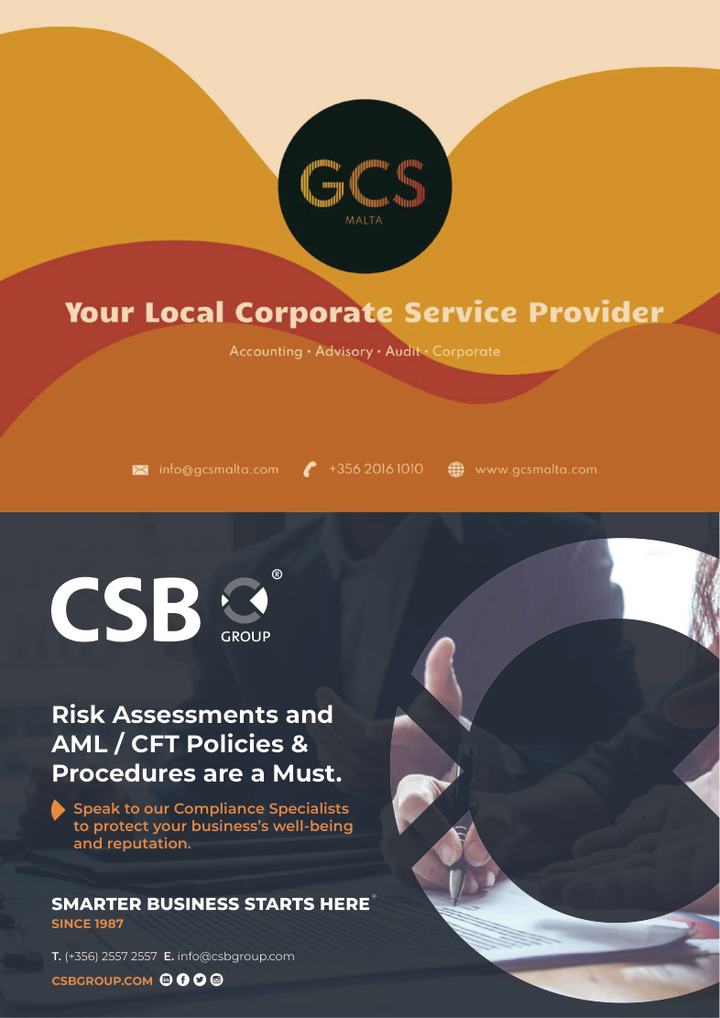 GCS
MALTA
Your Local Corporate Service Provider
Accounting • Advisory • Audit • Corporate
info@gcsmalta.com +356 2016 1010 www.gcsmalta.com
CSB ®
GROUP
Risk Assessments and
AML / CFT Policies &
Procedures are a Must.
Speak to our Compliance Specialists
to protect your business's well-being
and reputation.
SMARTER BUSINESS STARTS HERE®
SINCE 1987
T. (+356) 2557 2557 E. info@csbgroup.com
CSBGROUP.COM